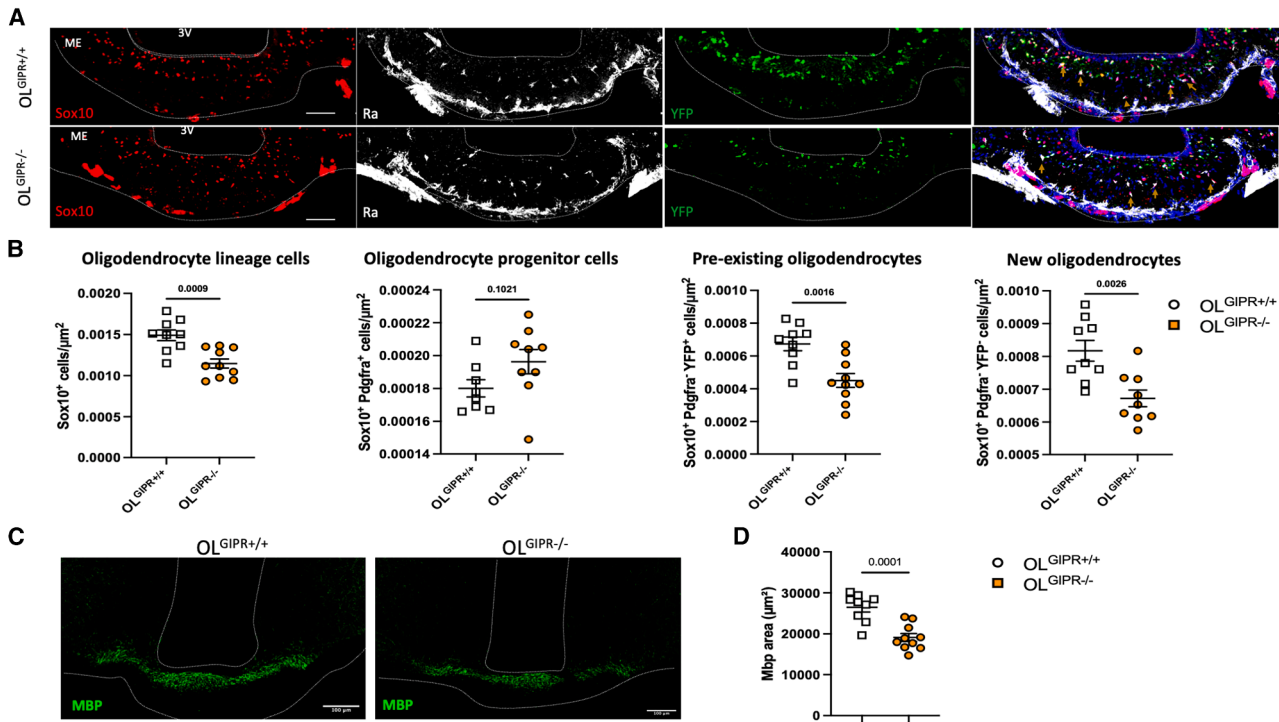 A
OL^GIPR+/+
ME
3V
Sox10
Ra
YFP
OL^GIPR-/-
ME
3V
Sox10
Ra
YFP
B
Oligodendrocyte lineage cells
Sox10⁺ cells/µm²
0.0009
0.0020
0.0015
0.0010
0.0005
0.0000
OL^GIPR+/+
OL^GIPR-/-
Oligodendrocyte progenitor cells
Sox10⁺ Pdgfra⁺ cells/µm²
0.1021
0.00024
0.00022
0.00020
0.00018
0.00016
0.00014
OL^GIPR+/+
OL^GIPR-/-
Pre-existing oligodendrocytes
Sox10⁺ Pdgfra⁻ YFP⁺ cells/µm²
0.0016
0.0010
0.0008
0.0006
0.0004
0.0002
0.0000
OL^GIPR+/+
OL^GIPR-/-
New oligodendrocytes
Sox10⁺ Pdgfra⁻ YFP⁻ cells/µm²
0.0026
0.0010
0.0009
0.0008
0.0007
0.0006
0.0005
OL^GIPR+/+
OL^GIPR-/-
OL^GIPR+/+
OL^GIPR-/-
C
OL^GIPR+/+
MBP
100 µm
OL^GIPR-/-
MBP
100 µm
D
Mbp area (µm²)
0.0001
40000
30000
20000
10000
0
OL^GIPR+/+
OL^GIPR-/-